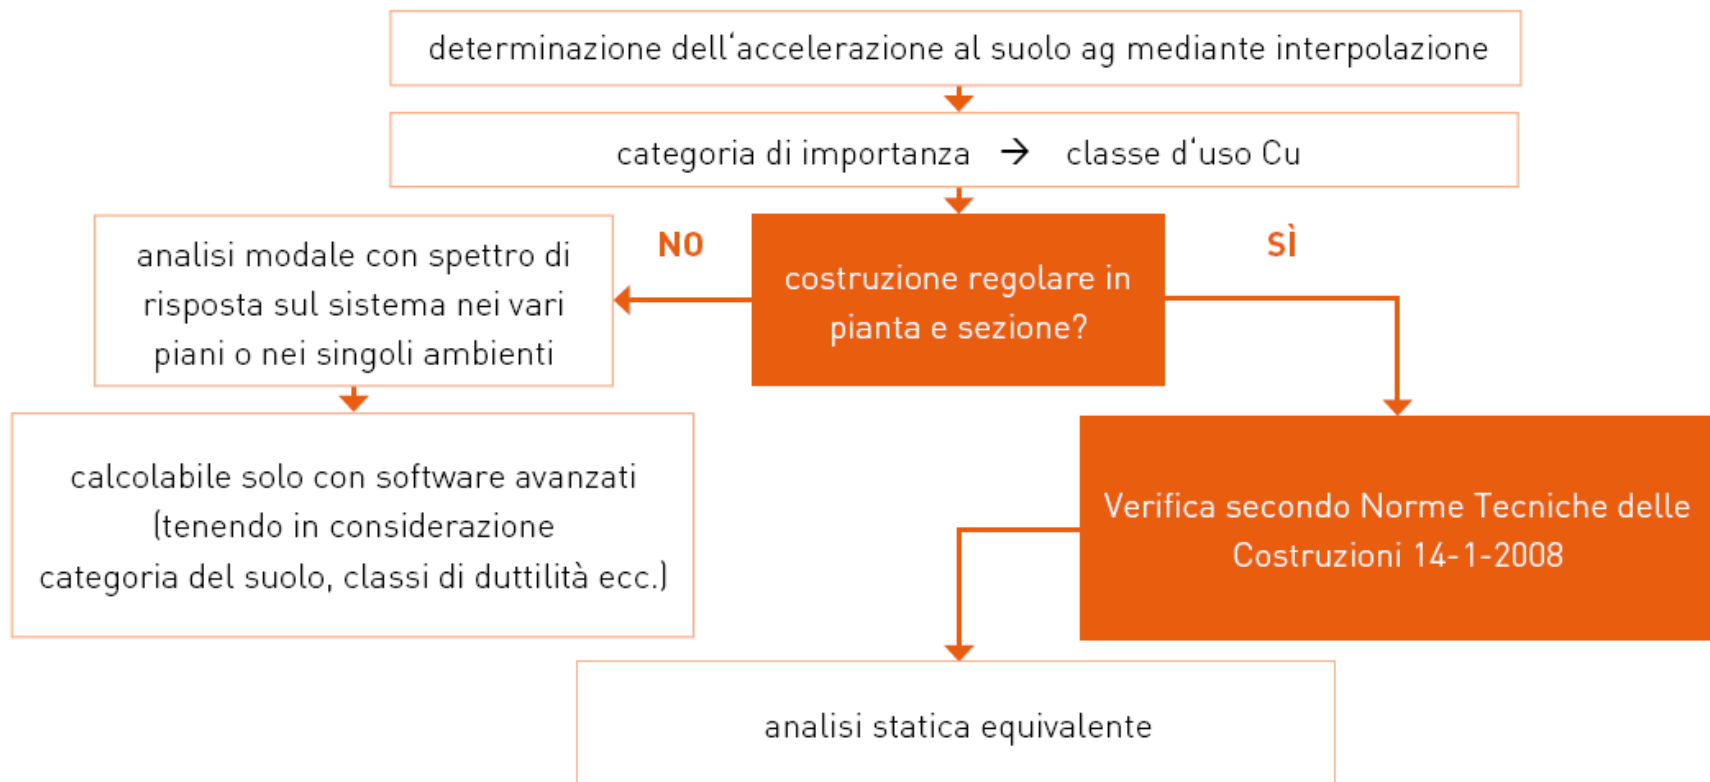 determinazione dell‘accelerazione al suolo ag mediante interpolazione
categoria di importanza → classe d‘uso Cu
NO
SÌ
analisi modale con spettro di
risposta sul sistema nei vari
piani o nei singoli ambienti
costruzione regolare in
pianta e sezione?
calcolabile solo con software avanzati
(tenendo in considerazione
categoria del suolo, classi di duttilità ecc.)
Verifica secondo Norme Tecniche delle
Costruzioni 14-1-2008
analisi statica equivalente